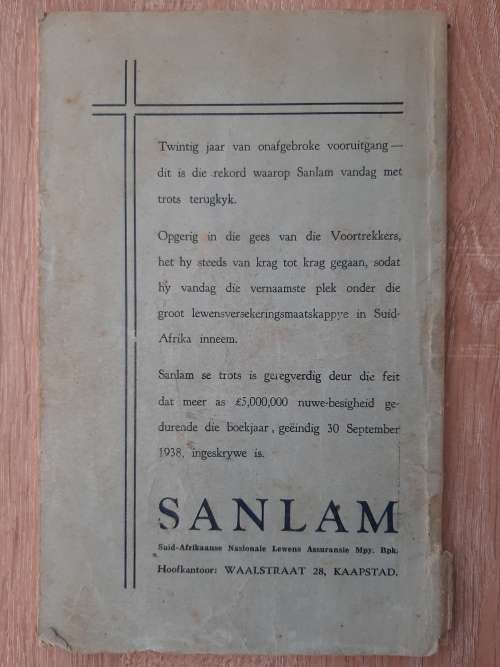 Twintig jaar van onafgebroke vooruitgang—
dit is die rekord waarop Sanlam vandag met
trots terugkyk.
Opgerig in die gees van die Voortrekkers,
het hy steeds van krag tot krag gegaan, sodat
hy vandag die vernaamste plek onder die
groot lewensversekeringsmaatskappye in Suid-
Afrika inneem.
Sanlam se trots is geregverdig deur die feit
dat meer as £5,000,000 nuwe-besigheid ge-
durende die boekjaar, geëindig 30 September
1938, ingeskrywe is.
SANLAM
Suid-Afrikaanse Nasionale Lewens Assuransie Mpy. Bpk.
Hoofkantoor: WAALSTRAAT 28, KAAPSTAD.